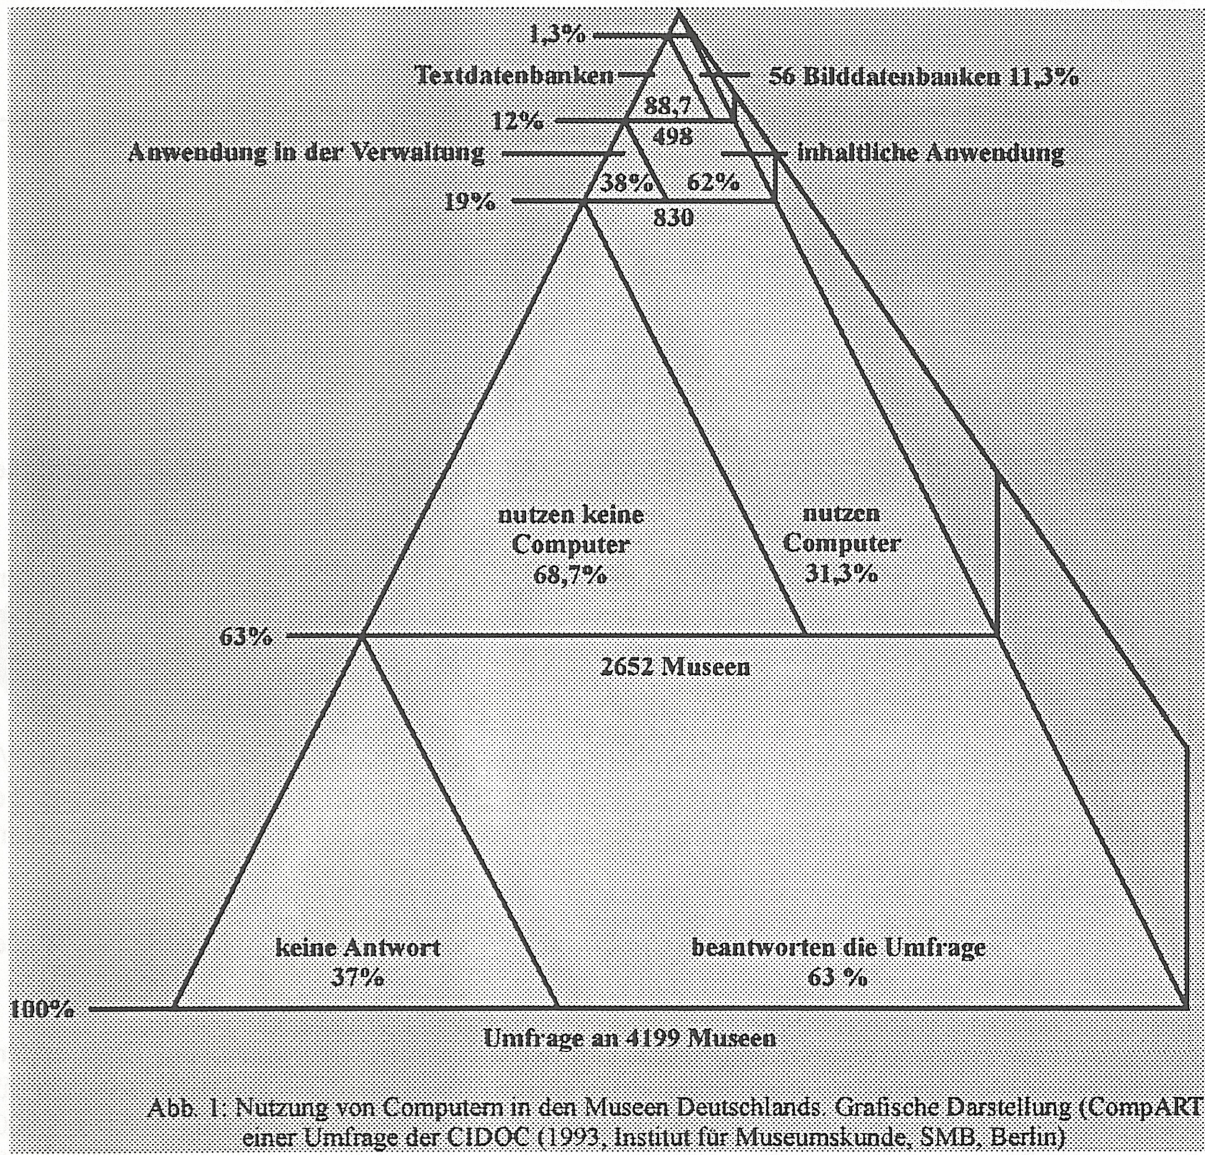 1,3%
Textdatenbanken
56 Bilddatenbanken 11,3%
88,7
12%
498
Anwendung in der Verwaltung
inhaltliche Anwendung
38%
62%
19%
830
nutzen keine
Computer
68,7%
nutzen
Computer
31,3%
63%
2652 Museen
keine Antwort
37%
beantworten die Umfrage
63 %
100%
Umfrage an 4199 Museen
Abb. 1: Nutzung von Computern in den Museen Deutschlands. Grafische Darstellung (CompART
einer Umfrage der CIDOC (1993, Institut für Museumskunde, SMB, Berlin)